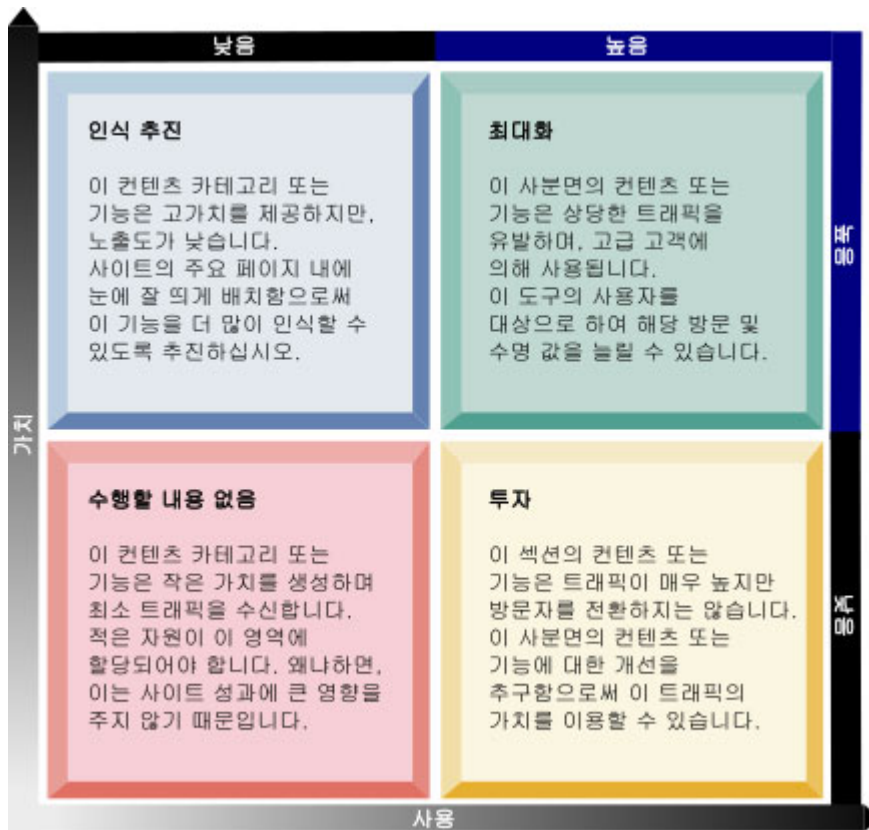 낮음
높음
인식 추진
이 컨텐츠 카테고리 또는
기능은 고가치를 제공하지만,
노출도가 낮습니다.
사이트의 주요 페이지 내에
눈에 잘 띄게 배치함으로써
이 기능을 더 많이 인식할 수
있도록 추진하십시오.
최대화
이 사분면의 컨텐츠 또는
기능은 상당한 트래픽을
유발하며, 고급 고객에
의해 사용됩니다.
이 도구의 사용자를
대상으로 하여 해당 방문 및
수명 값을 늘릴 수 있습니다.
높음
가치
수행할 내용 없음
이 컨텐츠 카테고리 또는
기능은 작은 가치를 생성하며
최소 트래픽을 수신합니다.
적은 자원이 이 영역에
할당되어야 합니다. 왜냐하면,
이는 사이트 성과에 큰 영향을
주지 않기 때문입니다.
투자
이 섹션의 컨텐츠 또는
기능은 트래픽이 매우 높지만
방문자를 전환하지는 않습니다.
이 사분면의 컨텐츠 또는
기능에 대한 개선을
추구함으로써 이 트래픽의
가치를 이용할 수 있습니다.
낮음
사용